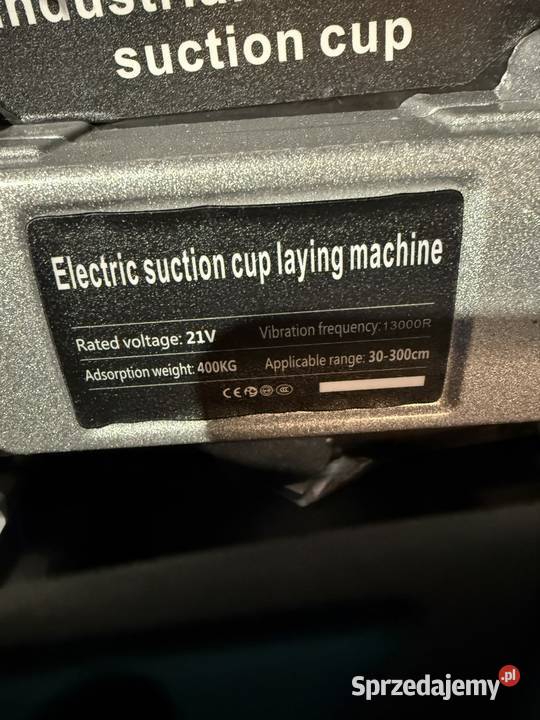 suction cup
Electric suction cup laying machine
Rated voltage: 21V
Vibration frequency: 13000R
Adsorption weight: 400KG
Applicable range: 30-300cm
CE
Sprzedajemy.pl